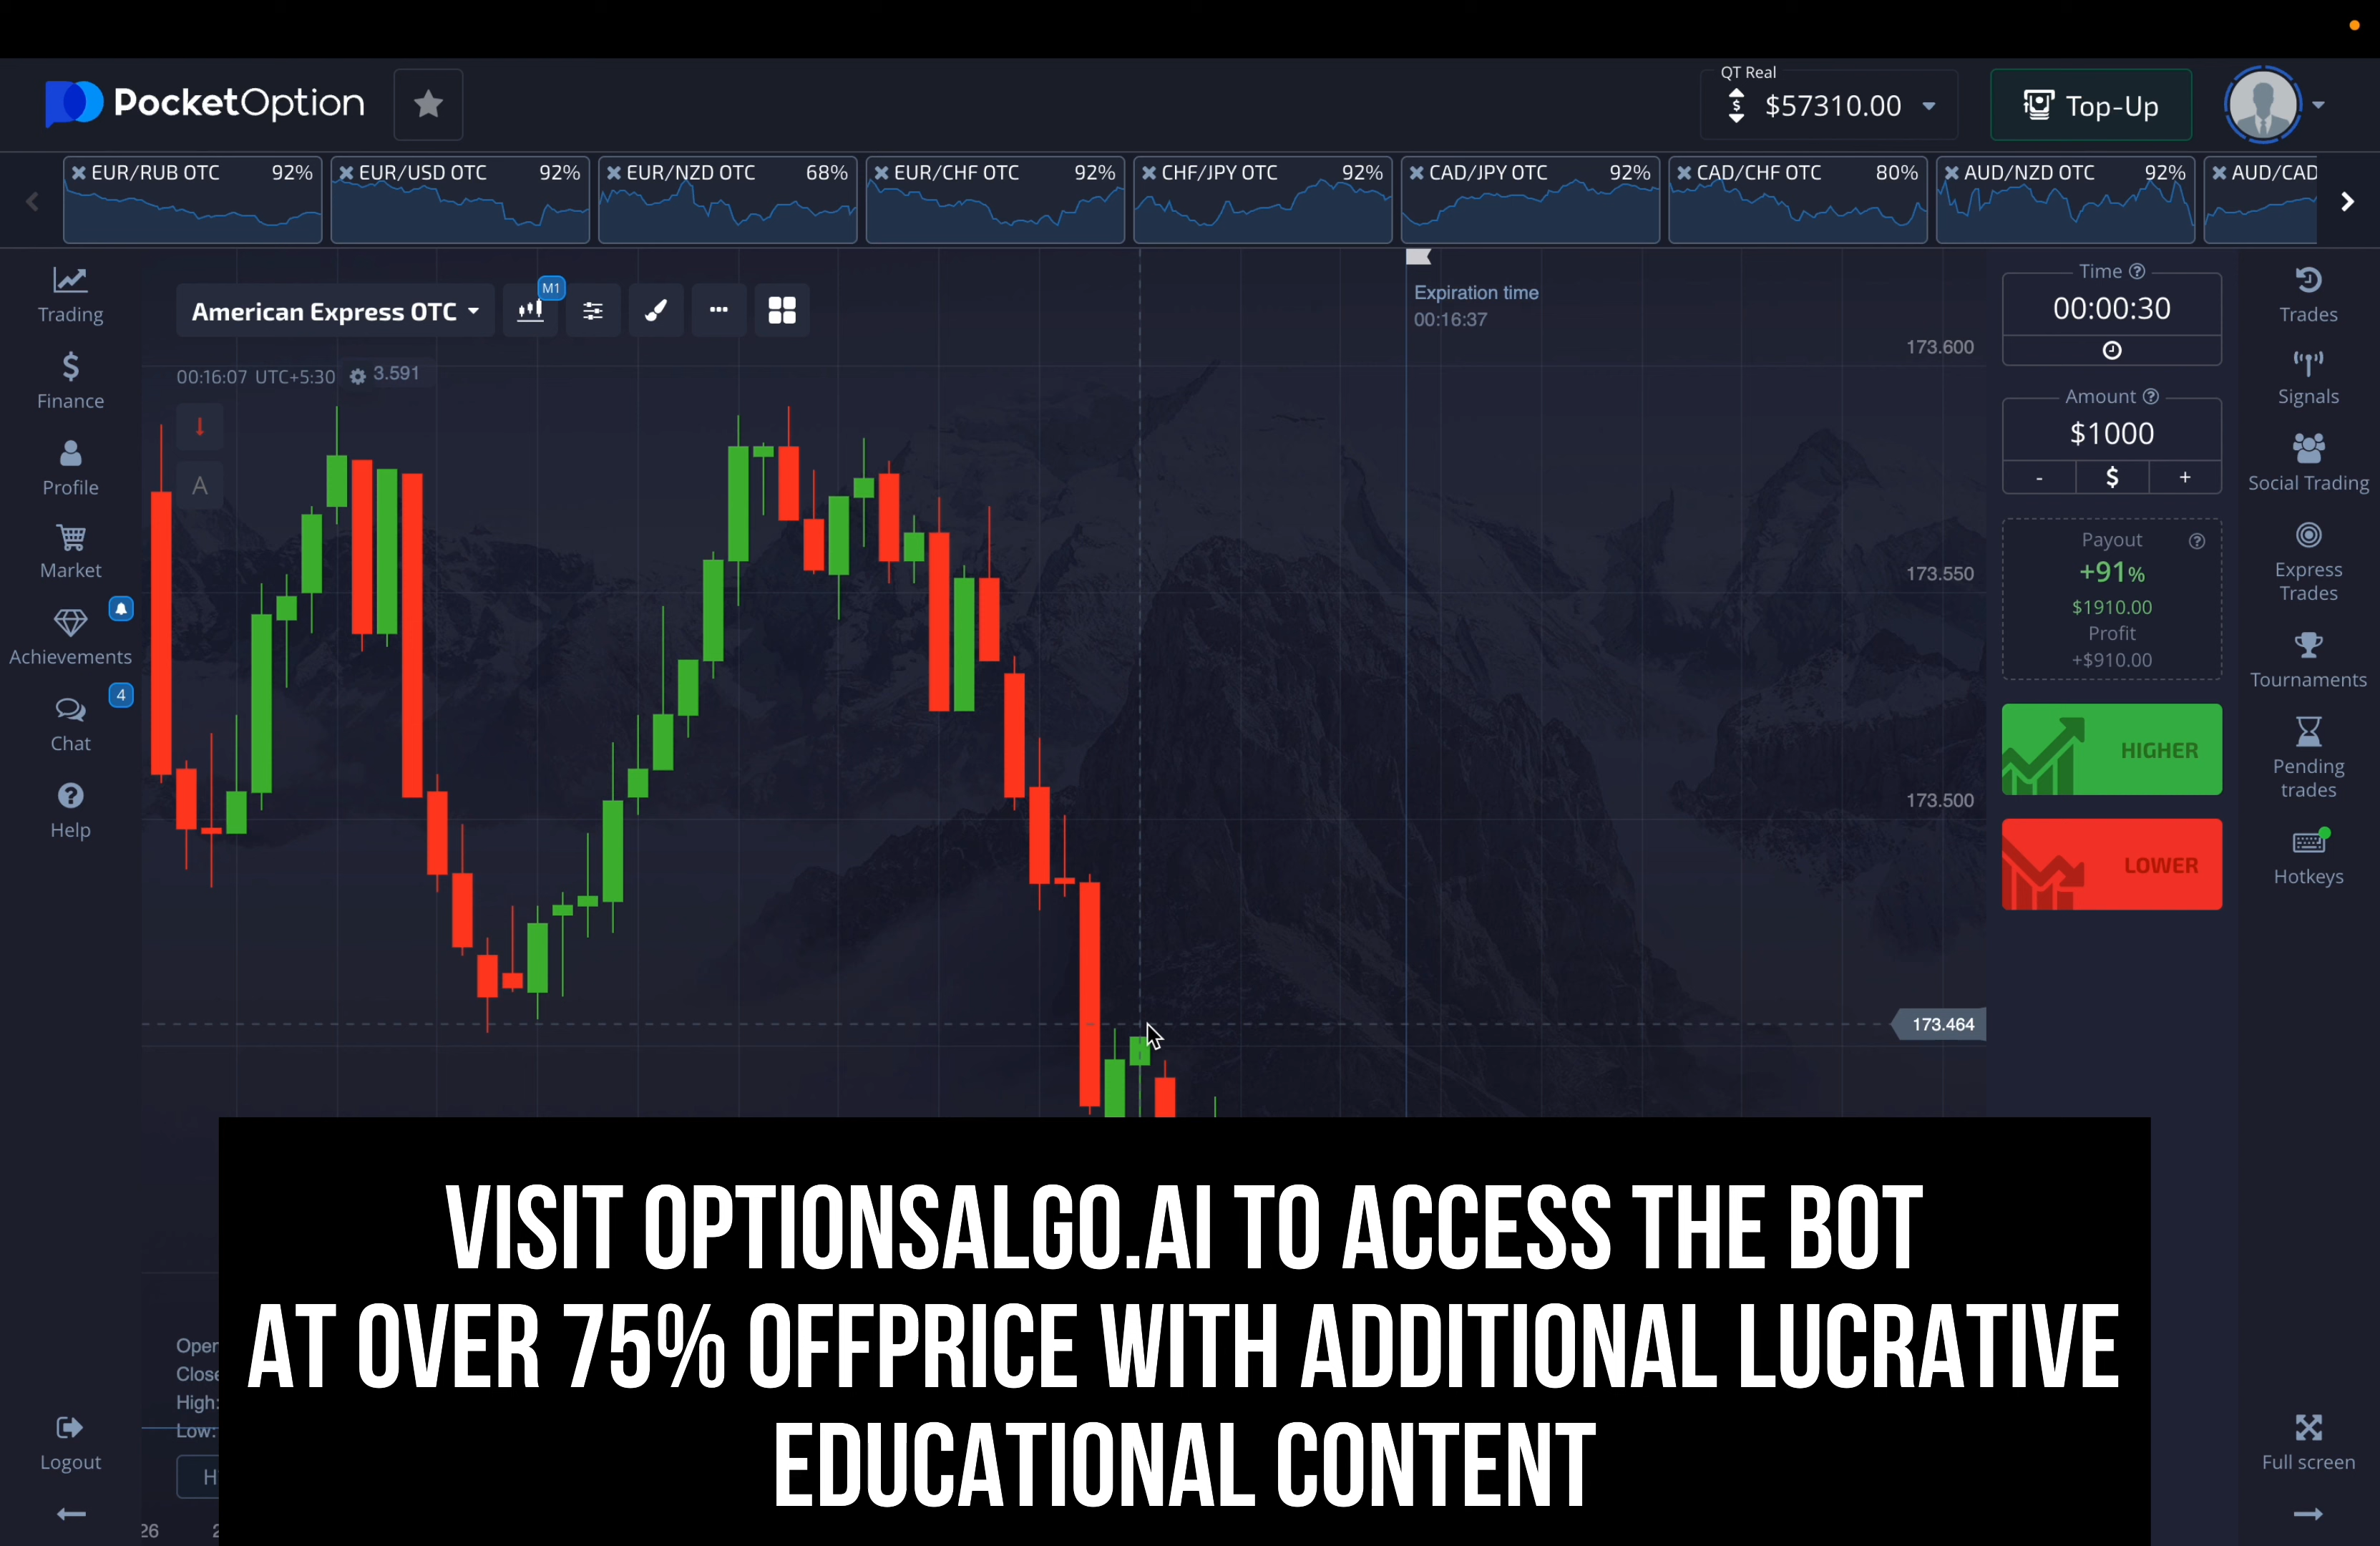 PocketOption
QT Real
$57310.00
Top-Up
EUR/RUB OTC 92%
EUR/USD OTC 92%
EUR/NZD OTC 68%
EUR/CHF OTC 92%
CHF/JPY OTC 92%
CAD/JPY OTC 92%
CAD/CHF OTC 80%
AUD/NZD OTC 92%
AUD/CAD
Trading
Finance
Profile
Market
Achievements
4
Chat
Help
Logout
American Express OTC
M1
00:16:07 UTC+5:30
3.591
A
Expiration time
00:16:37
173.600
173.550
173.500
173.464
Time
00:00:30
Amount
$1000
- $ +
Payout
+91%
$1910.00
Profit
+$910.00
HIGHER
LOWER
Trades
Signals
Social Trading
Express
Trades
Tournaments
Pending
trades
Hotkeys
Full screen
High:
Low:
H
26
VISIT OPTIONSALGO.AI TO ACCESS THE BOT
AT OVER 75% OFFPRICE WITH ADDITIONAL LUCRATIVE
EDUCATIONAL CONTENT